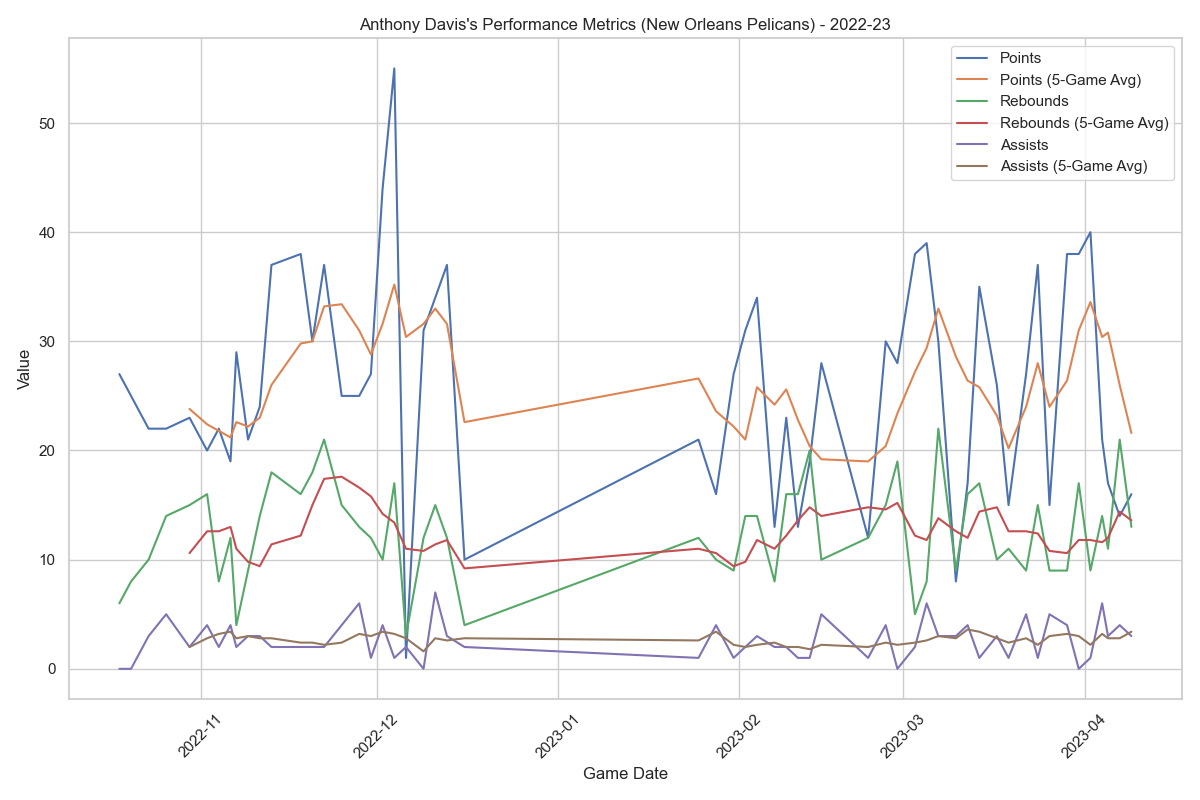 Anthony Davis's Performance Metrics (New Orleans Pelicans) - 2022-23
Points
Points (5-Game Avg)
Rebounds
Rebounds (5-Game Avg)
Assists
Assists (5-Game Avg)
Value
50
40
30
20
10
0
2022-11
2022-12
2023-01
2023-02
2023-03
2023-04
Game Date